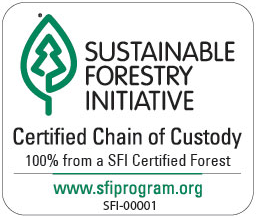 SUSTAINABLE
FORESTRY
INITIATIVE
Certified Chain of Custody
100% from a SFI Certified Forest
www.sfiprogram.org
SFI-00001